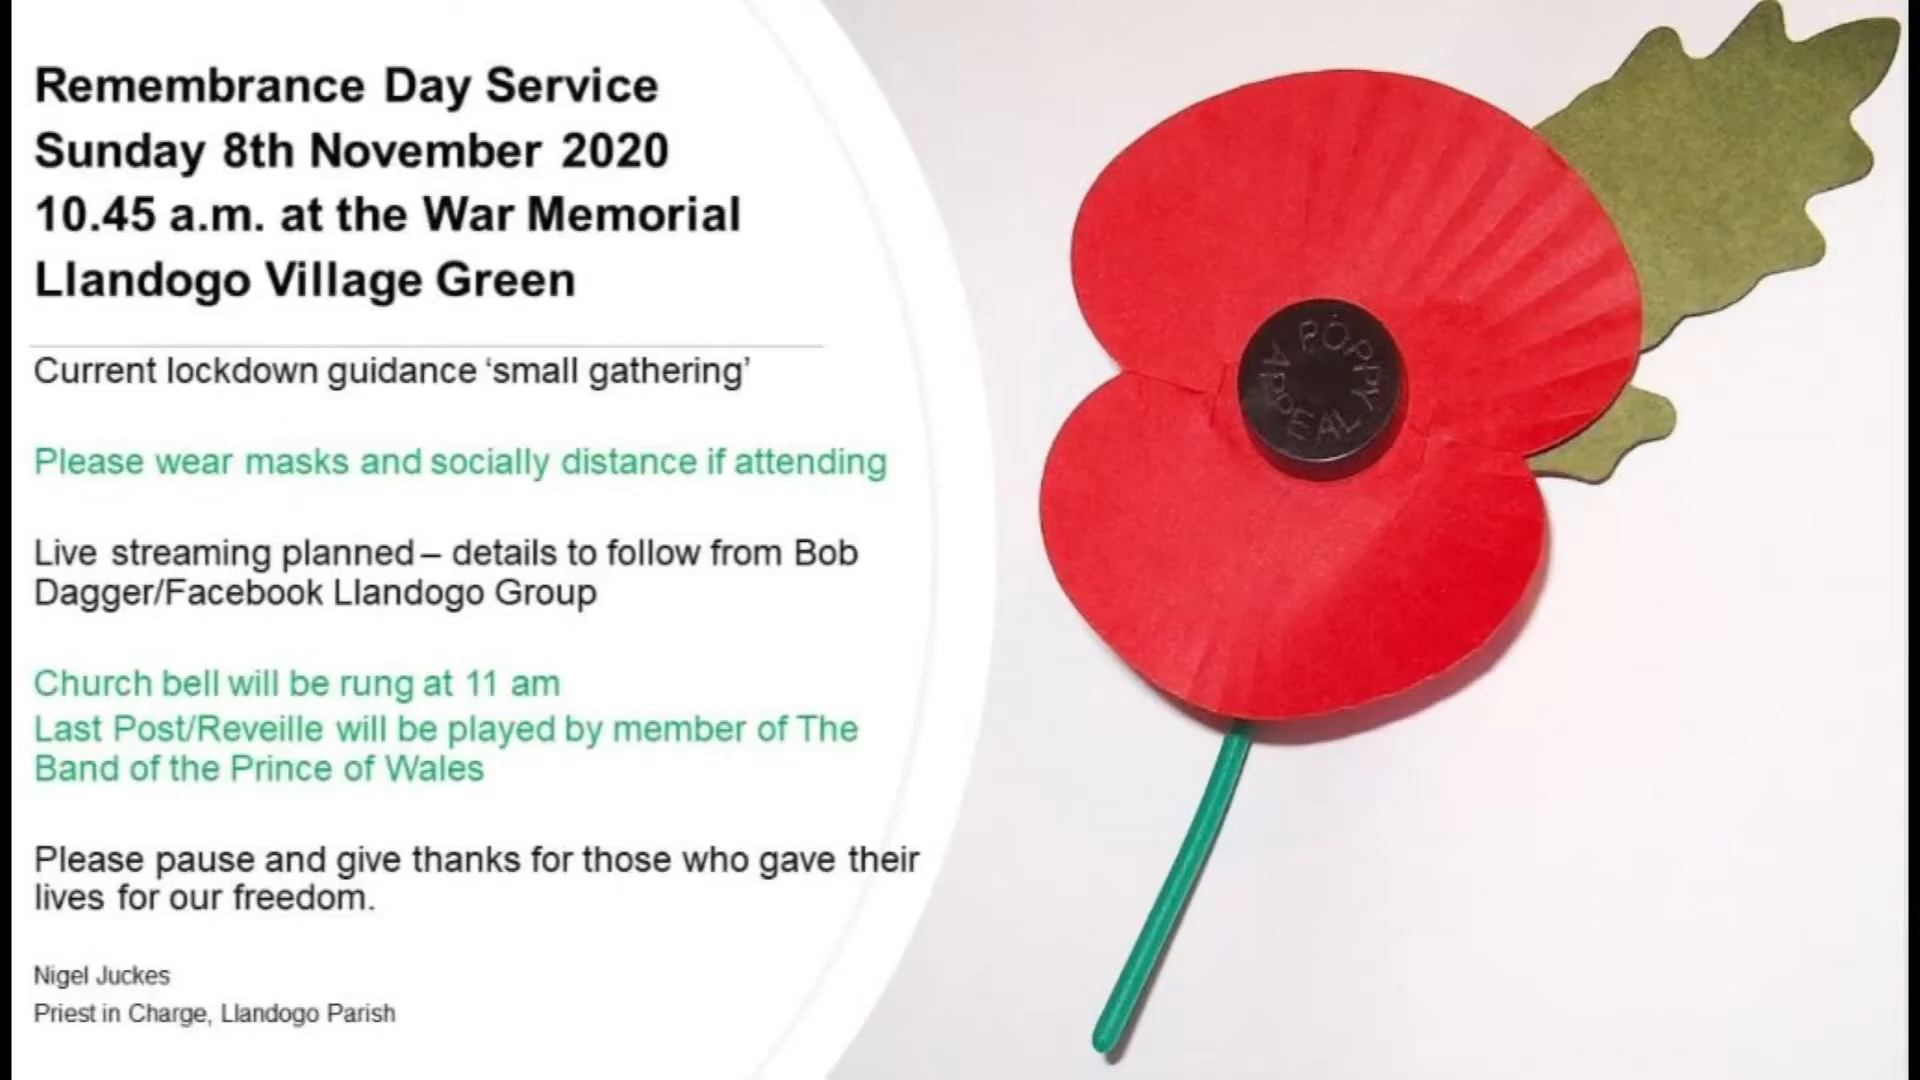 Remembrance Day Service
Sunday 8th November 2020
10.45 a.m. at the War Memorial
Llandogo Village Green
Current lockdown guidance ‘small gathering’
Please wear masks and socially distance if attending
Live streaming planned – details to follow from Bob
Dagger/Facebook Llandogo Group
Church bell will be rung at 11 am
Last Post/Reveille will be played by member of The
Band of the Prince of Wales
Please pause and give thanks for those who gave their
lives for our freedom.
Nigel Juckes
Priest in Charge, Llandogo Parish
POPPY
APPEAL